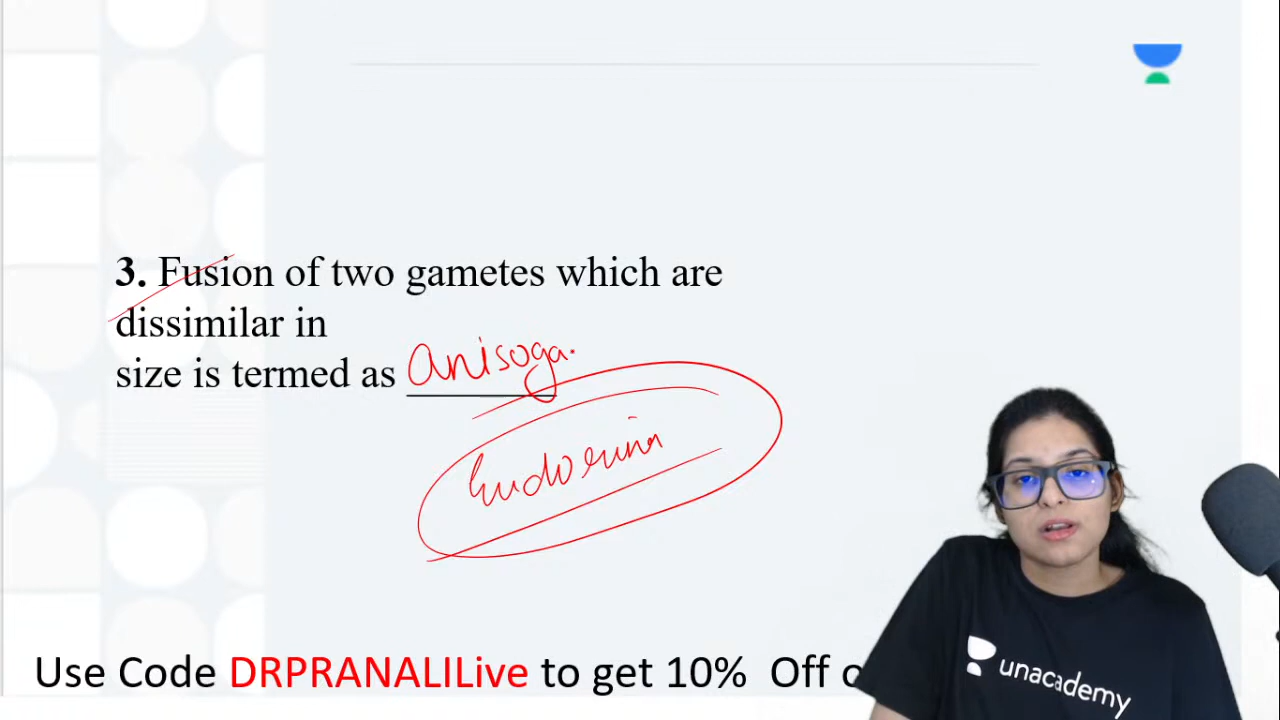 3. Fusion of two gametes which are
dissimilar in
size is termed as anisoga.
Eudorina
Use Code DRPRANALILive to get 10% Off o
unacademy